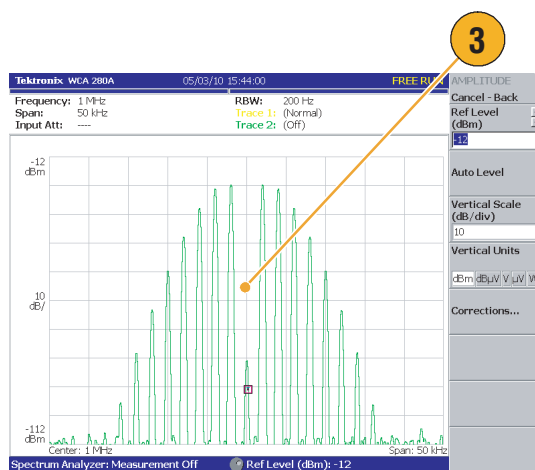 3
Tektronix WCA 280A 05/03/10 15:44:00 FREE RUN
Frequency: 1 MHz RBW: 200 Hz
Span: 50 kHz Trace 1: (Normal)
Input Att: ---- Trace 2: (Off)
-12
dBm
10
dB/
-112
dBm
Center: 1 MHz Span: 50 kHz
Spectrum Analyzer: Measurement Off Ref Level (dBm): -12
AMPLITUDE
Cancel - Back
Ref Level
(dBm)
-12
Auto Level
Vertical Scale
(dB/div)
10
Vertical Units
dBm dBµV V µV W
Corrections...